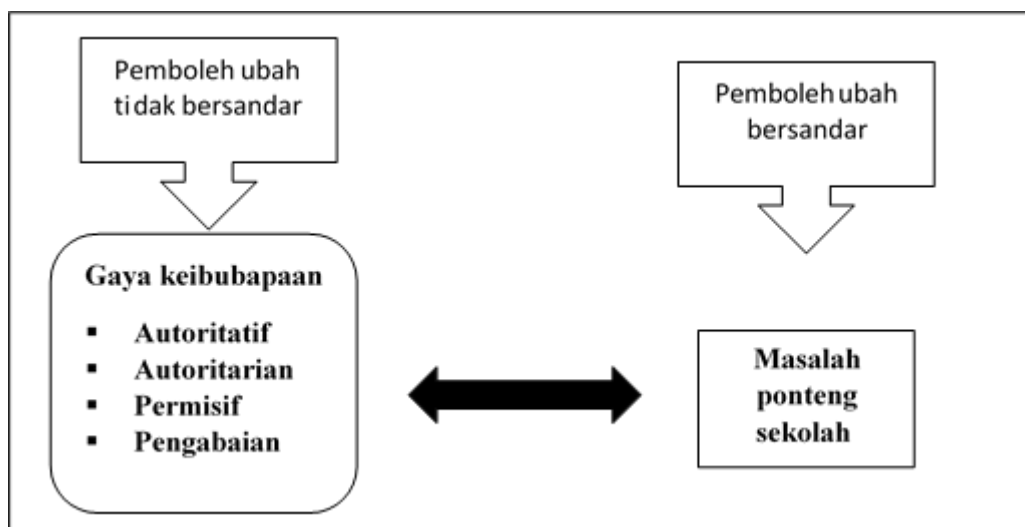 Pemboleh ubah
tidak bersandar
Pemboleh ubah
bersandar
Gaya keibubapaan
▪ Autoritatif
▪ Autoritarian
▪ Permisif
▪ Pengabaian
Masalah
ponteng
sekolah